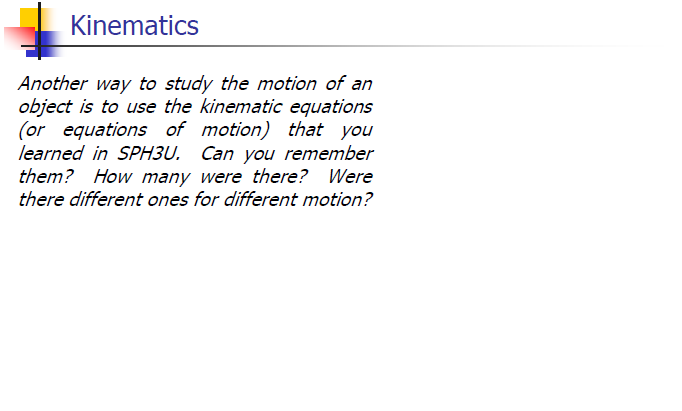 Kinematics
Another way to study the motion of an
object is to use the kinematic equations
(or equations of motion) that you
learned in SPH3U. Can you remember
them? How many were there? Were
there different ones for different motion?